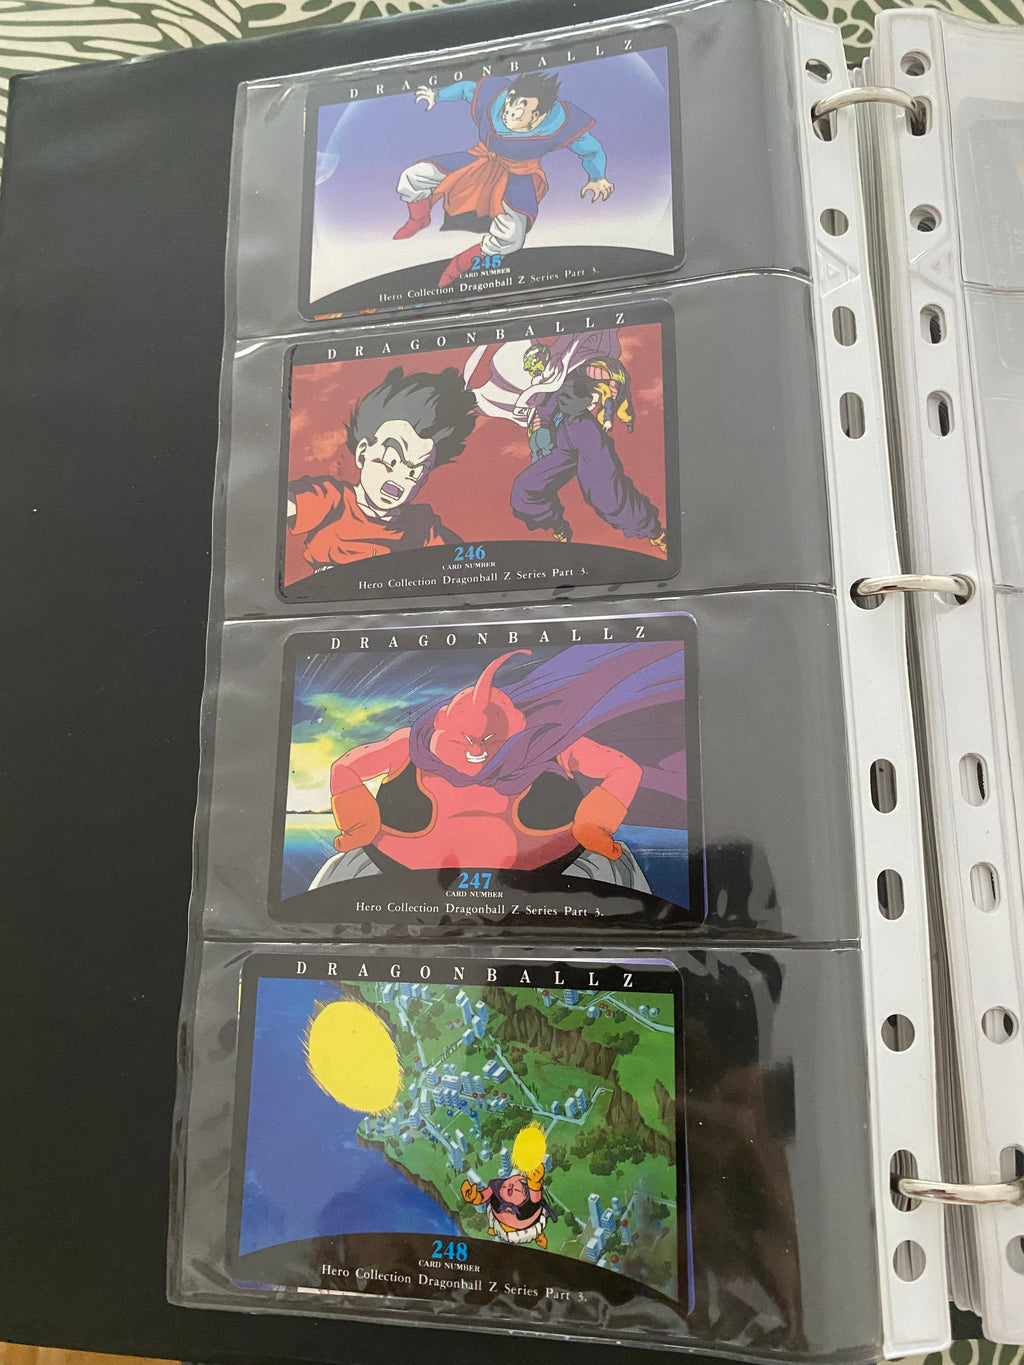 DRAGONBALLZ
245
CARD NUMBER
Hero Collection Dragonball Z Series Part 3.
DRAGONBALLZ
246
CARD NUMBER
Hero Collection Dragonball Z Series Part 3.
DRAGONBALLZ
247
CARD NUMBER
Hero Collection Dragonball Z Series Part 3.
DRAGONBALLZ
248
CARD NUMBER
Hero Collection Dragonball Z Series Part 3.